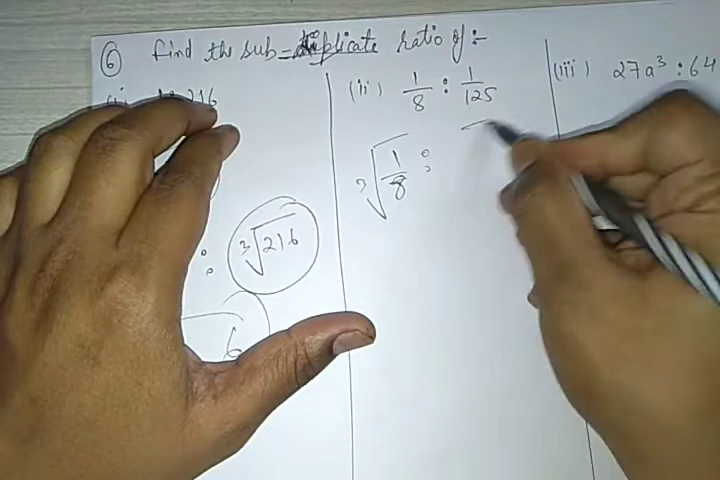 ⑥ Find the sub-triplicate ratio of :-
(ii) 1/8 : 1/125
(iii) 27a³ : 64
: 216
∛(1/8) :
: ∛216
6